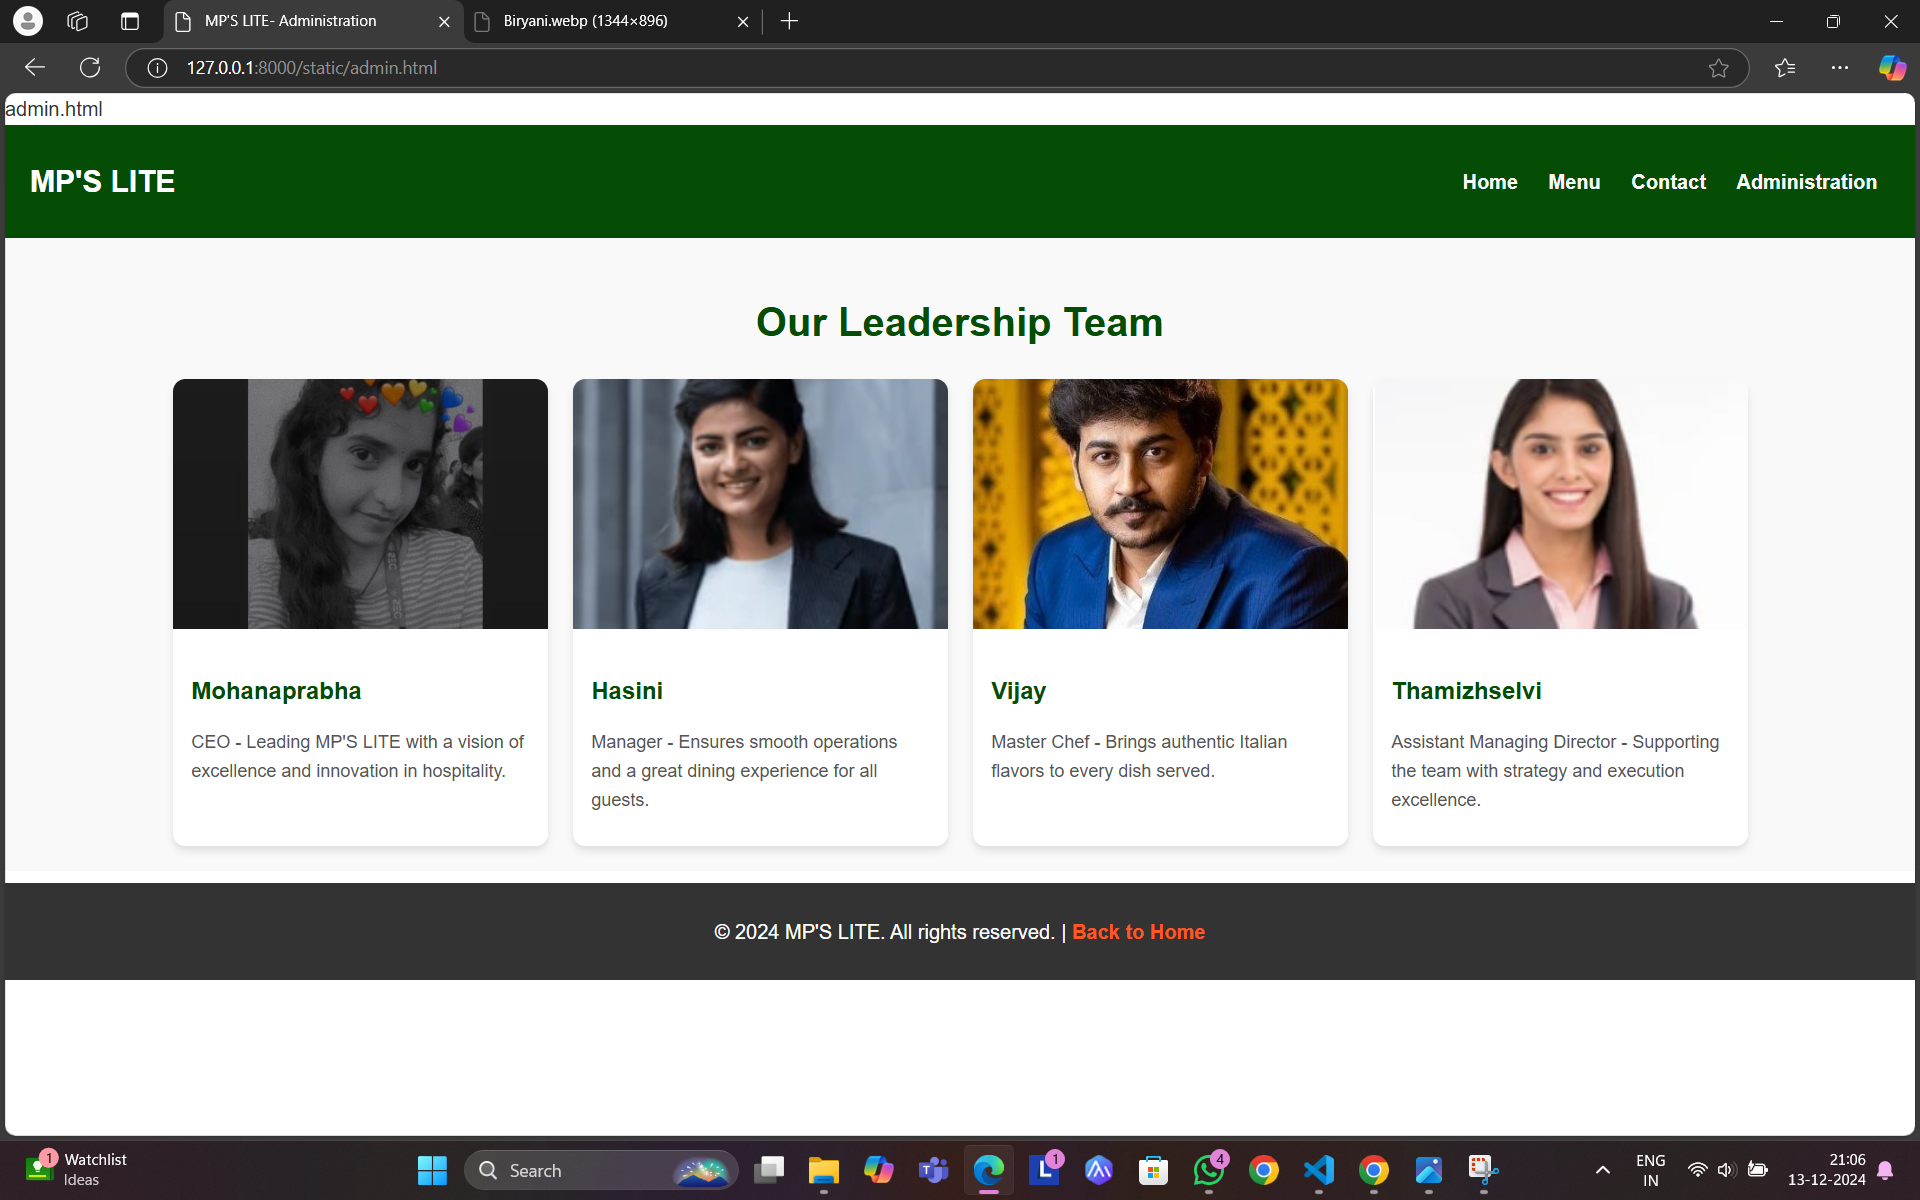 MP'S LITE- Administration
Biryani.webp (1344×896)
127.0.0.1:8000/static/admin.html
admin.html
MP'S LITE
Home Menu Contact Administration
Our Leadership Team
Mohanaprabha
CEO - Leading MP'S LITE with a vision of
excellence and innovation in hospitality.
Hasini
Manager - Ensures smooth operations
and a great dining experience for all
guests.
Vijay
Master Chef - Brings authentic Italian
flavors to every dish served.
Thamizhselvi
Assistant Managing Director - Supporting
the team with strategy and execution
excellence.
© 2024 MP'S LITE. All rights reserved. | Back to Home
1
Watchlist
Ideas
Search
L
1
4
ENG
IN
21:06
13-12-2024